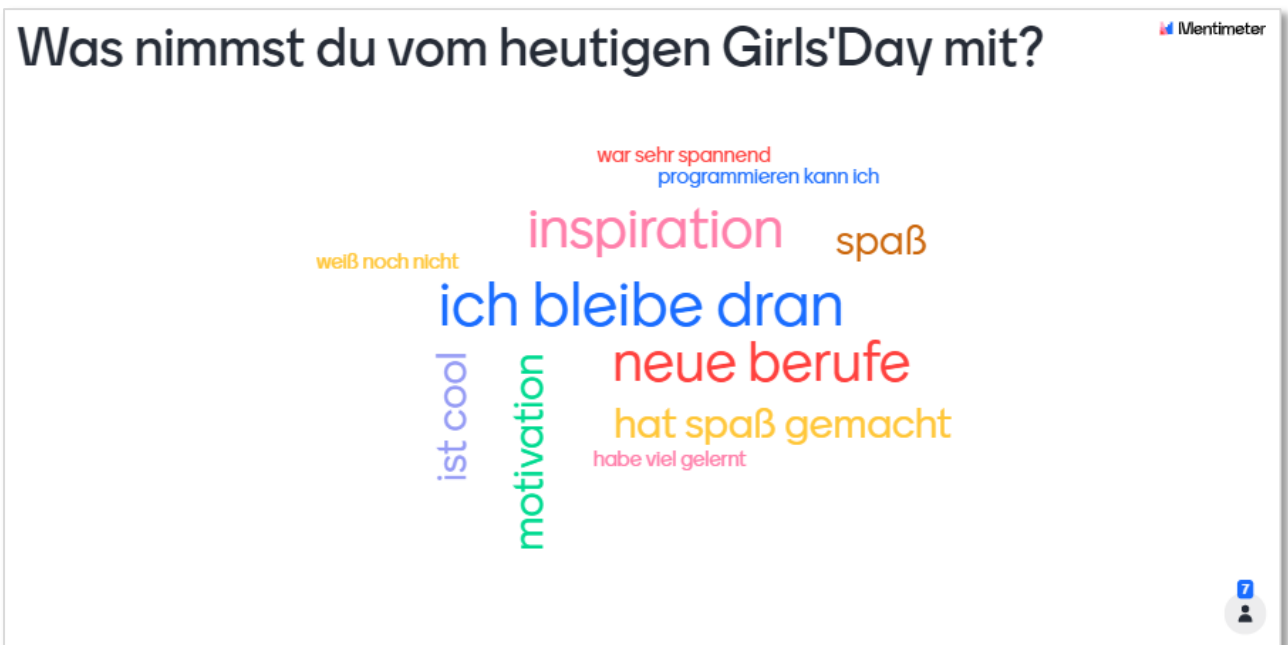 Was nimmst du vom heutigen Girls'Day mit?
Mentimeter
war sehr spannend
programmieren kann ich
inspiration
spaß
weiß noch nicht
ich bleibe dran
neue berufe
ist cool
motivation
hat spaß gemacht
habe viel gelernt
7